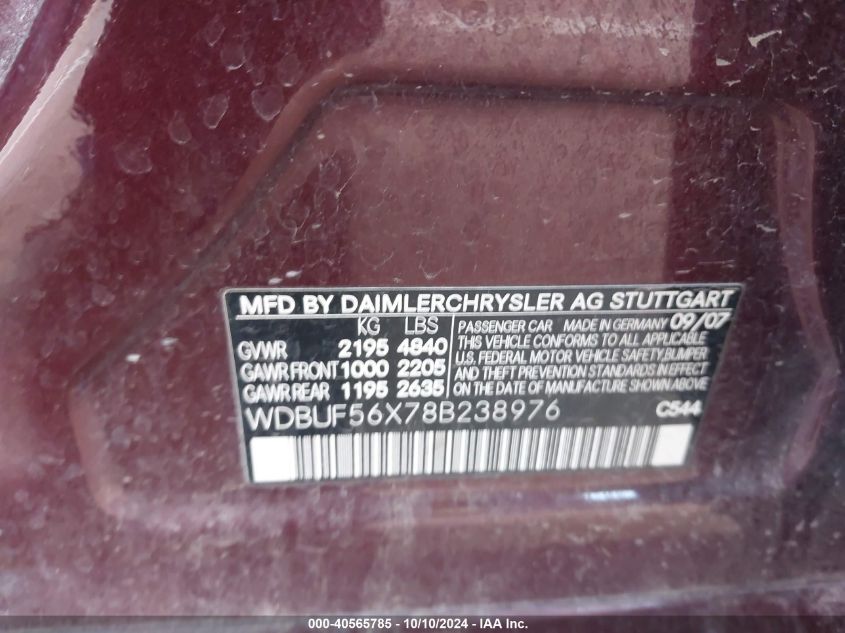 MFD BY DAIMLERCHRYSLER AG STUTTGART
KG LBS
GVWR 2195 4840
GAWR FRONT 1000 2205
GAWR REAR 1195 2635
PASSENGER CAR MADE IN GERMANY 09/07
THIS VEHICLE CONFORMS TO ALL APPLICABLE
U.S. FEDERAL MOTOR VEHICLE SAFETY, BUMPER
AND THEFT PREVENTION STANDARDS IN EFFECT
ON THE DATE OF MANUFACTURE SHOWN ABOVE.
WDBUF56X78B238976 C544
000-40565785 - 10/10/2024 - IAA Inc.